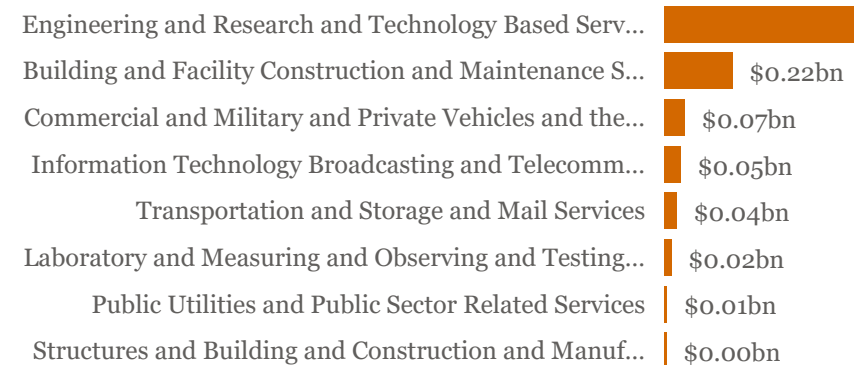 Engineering and Research and Technology Based Serv...
Building and Facility Construction and Maintenance S... $0.22bn
Commercial and Military and Private Vehicles and the... $0.07bn
Information Technology Broadcasting and Telecomm... $0.05bn
Transportation and Storage and Mail Services $0.04bn
Laboratory and Measuring and Observing and Testing... $0.02bn
Public Utilities and Public Sector Related Services $0.01bn
Structures and Building and Construction and Manuf... $0.00bn